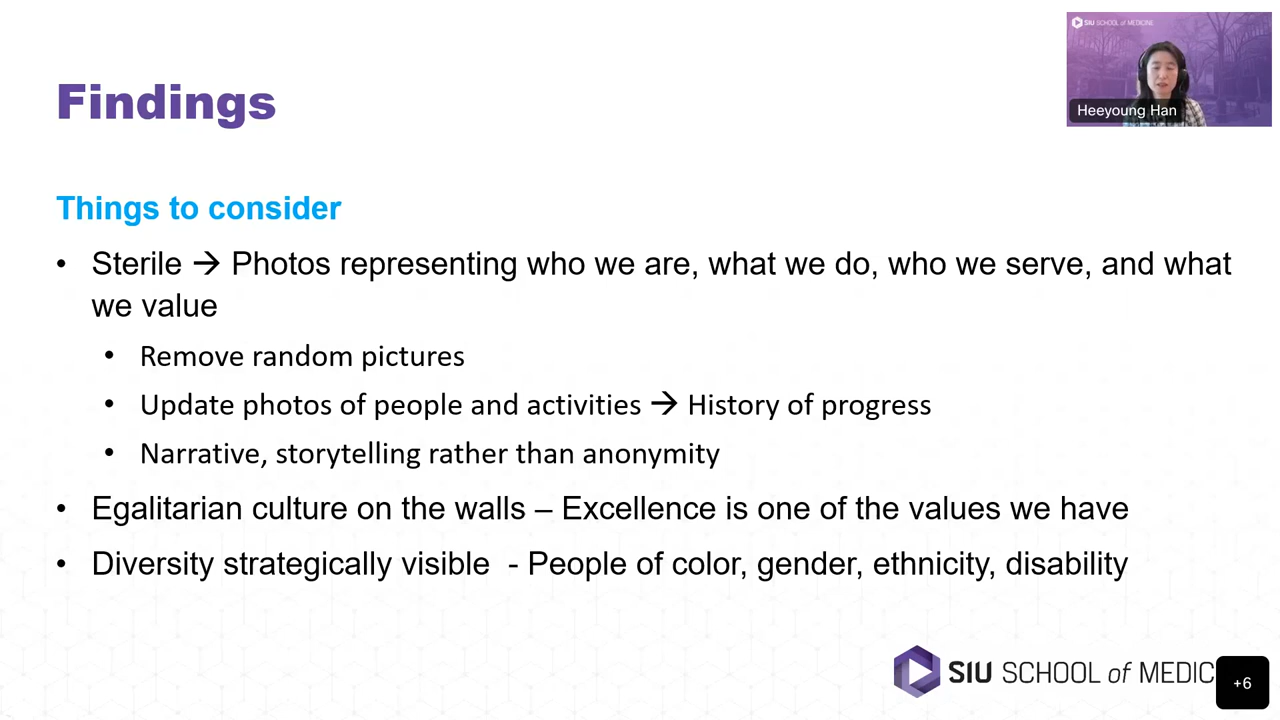 SIU SCHOOL of MEDICINE
Heeyoung Han
Findings
Things to consider
• Sterile → Photos representing who we are, what we do, who we serve, and what
we value
• Remove random pictures
• Update photos of people and activities → History of progress
• Narrative, storytelling rather than anonymity
• Egalitarian culture on the walls – Excellence is one of the values we have
• Diversity strategically visible - People of color, gender, ethnicity, disability
SIU SCHOOL of MEDIC
+6